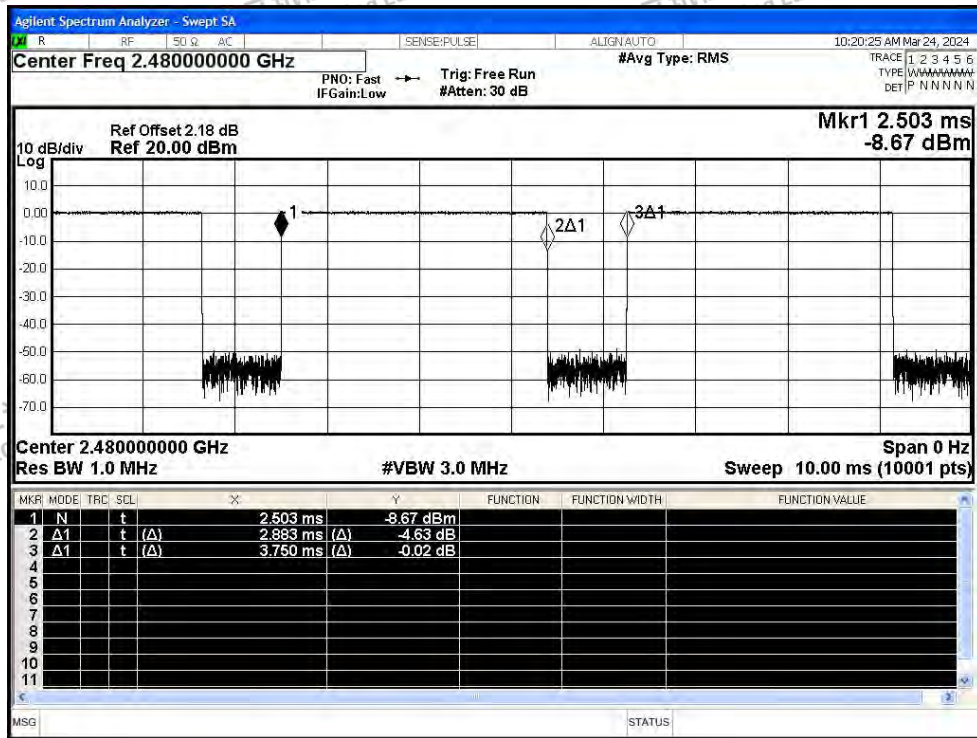 Agilent Spectrum Analyzer - Swept SA
LXI R RF 50 Ω AC SENSE:PULSE ALIGN AUTO 10:20:25 AM Mar 24, 2024
Center Freq 2.480000000 GHz #Avg Type: RMS TRACE 1 2 3 4 5 6
PNO: Fast Trig: Free Run TYPE WWWWWW
IFGain:Low #Atten: 30 dB DET P N N N N N
Mkr1 2.503 ms
Ref Offset 2.18 dB
10 dB/div Ref 20.00 dBm -8.67 dBm
Log
10.0
0.00
1 2Δ1 3Δ1
-10.0
-20.0
-30.0
-40.0
-50.0
-60.0
-70.0
Center 2.480000000 GHz Span 0 Hz
Res BW 1.0 MHz #VBW 3.0 MHz Sweep 10.00 ms (10001 pts)
MKR MODE TRC SCL X Y FUNCTION FUNCTION WIDTH FUNCTION VALUE
1 N t 2.503 ms -8.67 dBm
2 Δ1 t (Δ) 2.883 ms (Δ) -4.63 dB
3 Δ1 t (Δ) 3.750 ms (Δ) -0.02 dB
4
5
6
7
8
9
10
11
MSG STATUS